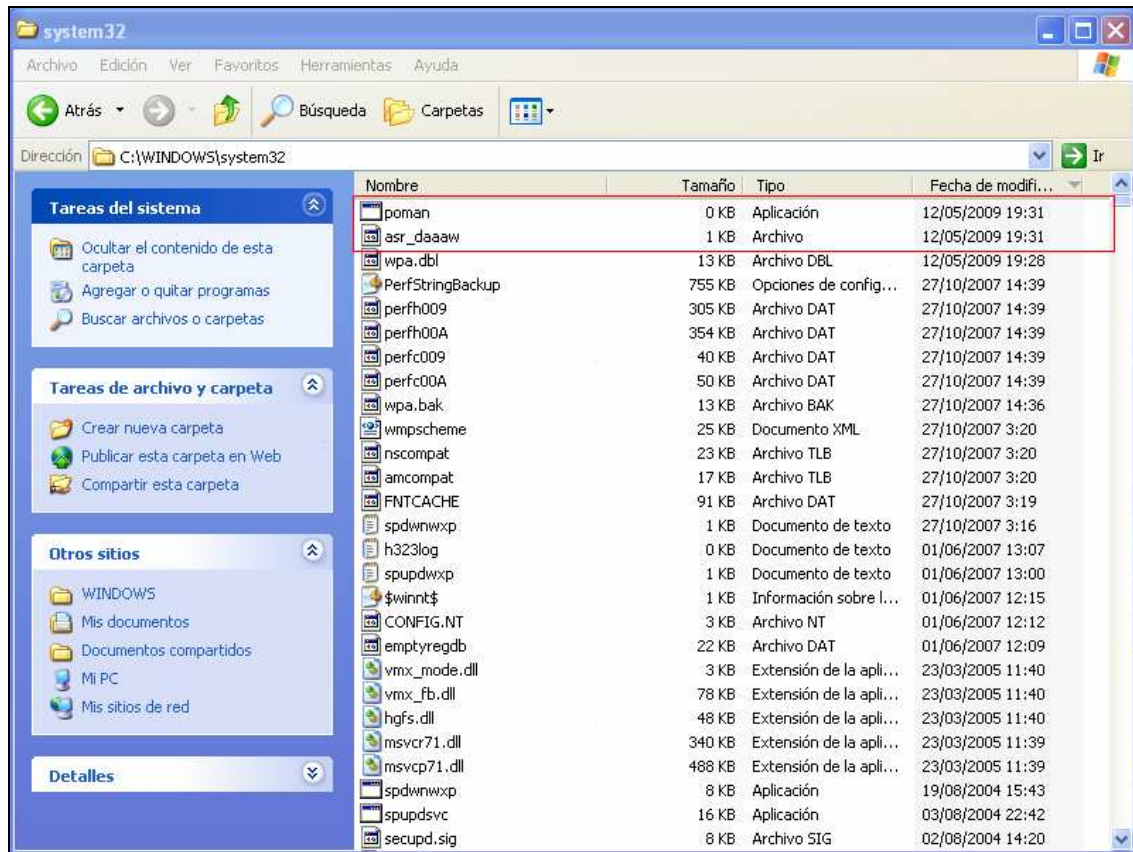 system32
Archivo Edición Ver Favoritos Herramientas Ayuda
Atrás Búsqueda Carpetas
Dirección C:\WINDOWS\system32 Ir
Tareas del sistema
Ocultar el contenido de esta
carpeta
Agregar o quitar programas
Buscar archivos o carpetas
Tareas de archivo y carpeta
Crear nueva carpeta
Publicar esta carpeta en Web
Compartir esta carpeta
Otros sitios
WINDOWS
Mis documentos
Documentos compartidos
Mi PC
Mis sitios de red
Detalles
Nombre Tamaño Tipo Fecha de modifi...
poman 0 KB Aplicación 12/05/2009 19:31
asr_daaaw 1 KB Archivo 12/05/2009 19:31
wpa.dbl 13 KB Archivo DBL 12/05/2009 19:28
PerfStringBackup 755 KB Opciones de config... 27/10/2007 14:39
perfh009 305 KB Archivo DAT 27/10/2007 14:39
perfh00A 354 KB Archivo DAT 27/10/2007 14:39
perfc009 40 KB Archivo DAT 27/10/2007 14:39
perfc00A 50 KB Archivo DAT 27/10/2007 14:39
wpa.bak 13 KB Archivo BAK 27/10/2007 14:36
wmpscheme 25 KB Documento XML 27/10/2007 3:20
nscompat 23 KB Archivo TLB 27/10/2007 3:20
amcompat 17 KB Archivo TLB 27/10/2007 3:20
FNTCACHE 91 KB Archivo DAT 27/10/2007 3:19
spdwnwxp 1 KB Documento de texto 27/10/2007 3:16
h323log 0 KB Documento de texto 01/06/2007 13:07
spupdwxp 1 KB Documento de texto 01/06/2007 13:00
$winnt$ 1 KB Información sobre l... 01/06/2007 12:15
CONFIG.NT 3 KB Archivo NT 01/06/2007 12:12
emptyregdb 22 KB Archivo DAT 01/06/2007 12:09
vmx_mode.dll 3 KB Extensión de la apli... 23/03/2005 11:40
vmx_fb.dll 78 KB Extensión de la apli... 23/03/2005 11:40
hgfs.dll 48 KB Extensión de la apli... 23/03/2005 11:40
msvcr71.dll 340 KB Extensión de la apli... 23/03/2005 11:39
msvcp71.dll 488 KB Extensión de la apli... 23/03/2005 11:39
spdwnwxp 8 KB Aplicación 19/08/2004 15:43
spupdsvc 16 KB Aplicación 03/08/2004 22:42
secupd.sig 8 KB Archivo SIG 02/08/2004 14:20